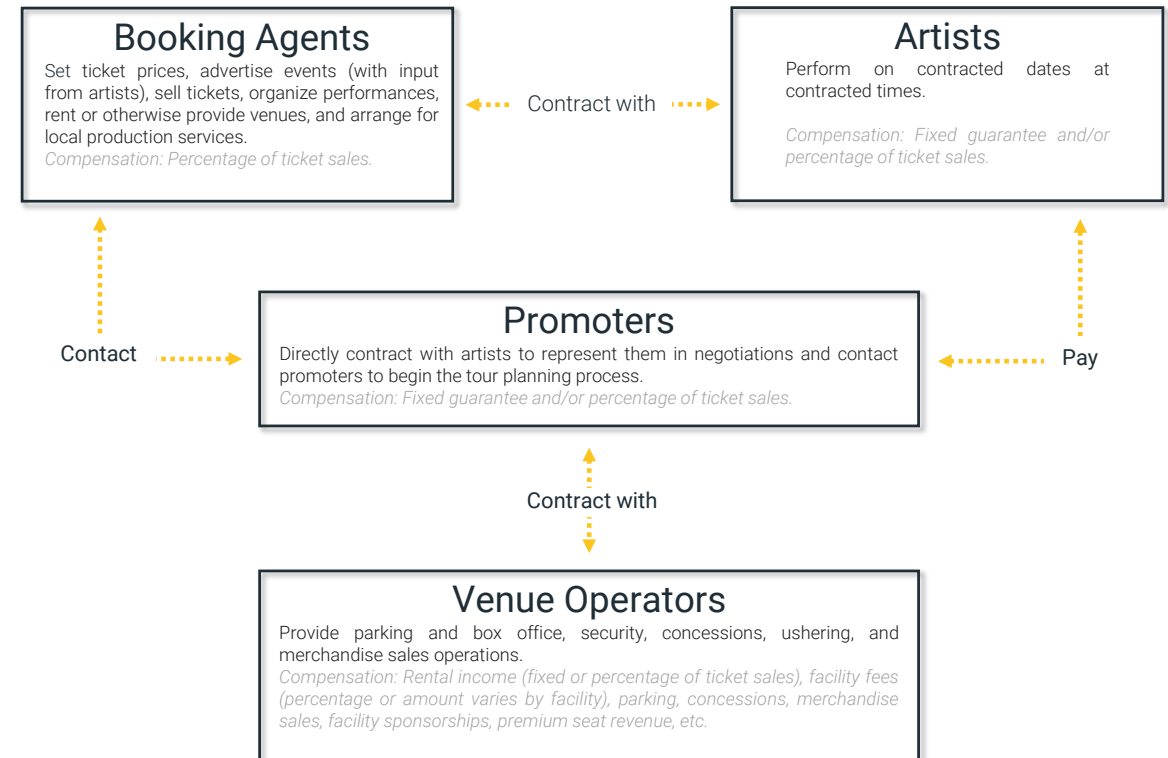 Booking Agents
Set ticket prices, advertise events (with input
from artists), sell tickets, organize performances,
rent or otherwise provide venues, and arrange for
local production services.
Compensation: Percentage of ticket sales.
Contract with
Artists
Perform on contracted dates at
contracted times.
Compensation: Fixed guarantee and/or
percentage of ticket sales.
Contact
Promoters
Directly contract with artists to represent them in negotiations and contact
promoters to begin the tour planning process.
Compensation: Fixed guarantee and/or percentage of ticket sales.
Pay
Contract with
Venue Operators
Provide parking and box office, security, concessions, ushering, and
merchandise sales operations.
Compensation: Rental income (fixed or percentage of ticket sales), facility fees
(percentage or amount varies by facility), parking, concessions, merchandise
sales, facility sponsorships, premium seat revenue, etc.